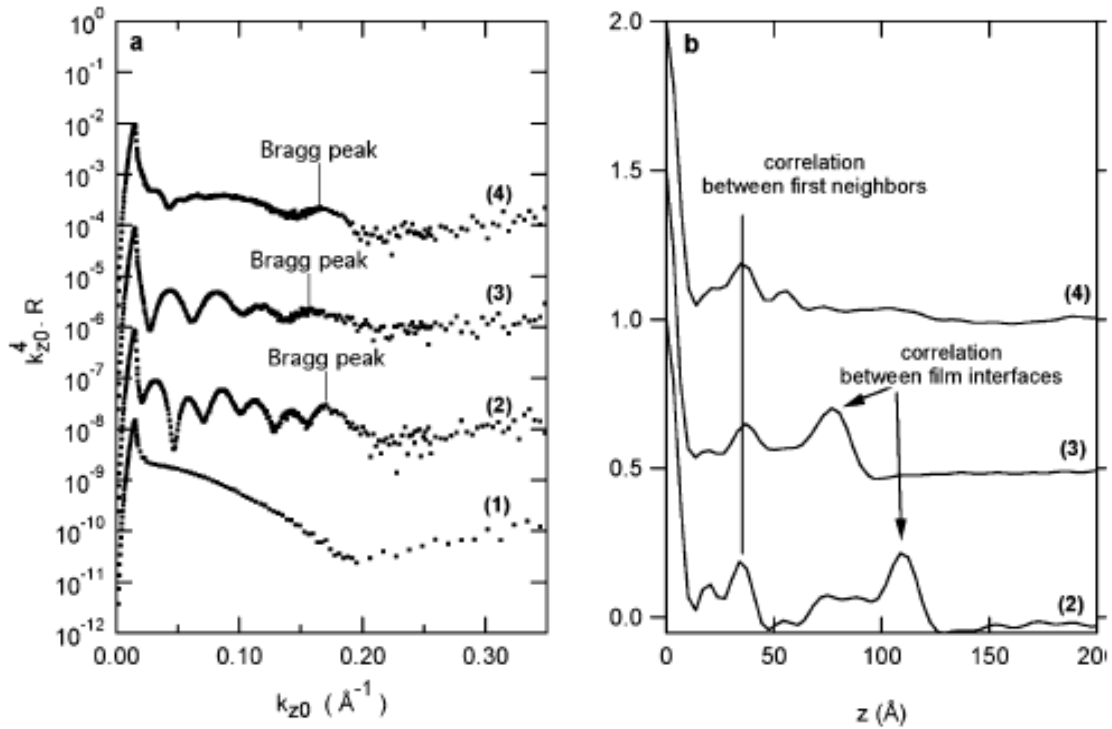 a
10^0
10^-1
10^-2
10^-3
10^-4
10^-5
10^-6
10^-7
10^-8
10^-9
10^-10
10^-11
10^-12
k_z0^4 · R
Bragg peak
(4)
Bragg peak
(3)
Bragg peak
(2)
(1)
0.00 0.10 0.20 0.30
k_z0 ( Å^-1 )
b
2.0
1.5
1.0
0.5
0.0
correlation
between first neighbors
(4)
correlation
between film interfaces
(3)
(2)
0 50 100 150 200
z (Å)